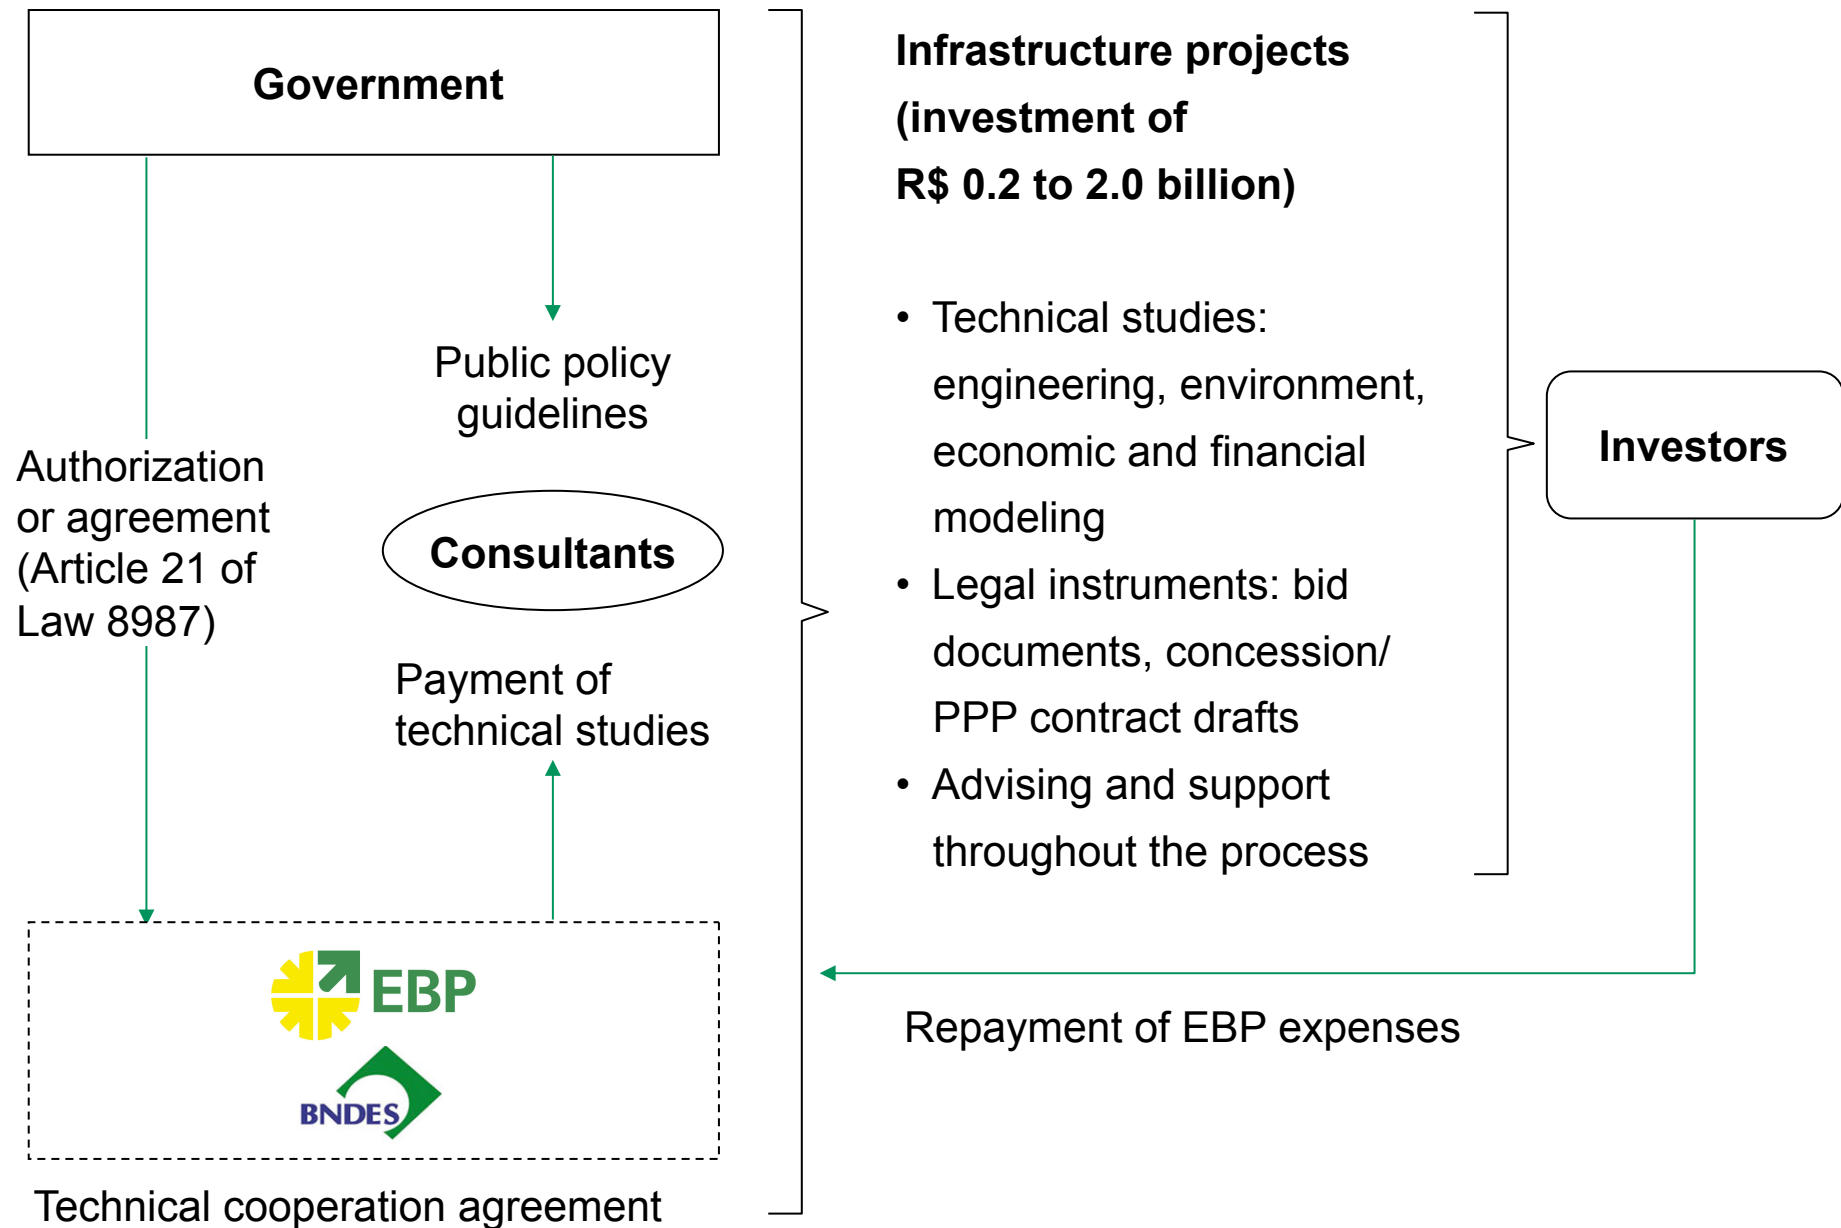 Government
Public policy
guidelines
Authorization
or agreement
(Article 21 of
Law 8987)
Consultants
Payment of
technical studies
EBP
BNDES
Technical cooperation agreement
Infrastructure projects
(investment of
R$ 0.2 to 2.0 billion)
• Technical studies:
engineering, environment,
economic and financial
modeling
• Legal instruments: bid
documents, concession/
PPP contract drafts
• Advising and support
throughout the process
Investors
Repayment of EBP expenses